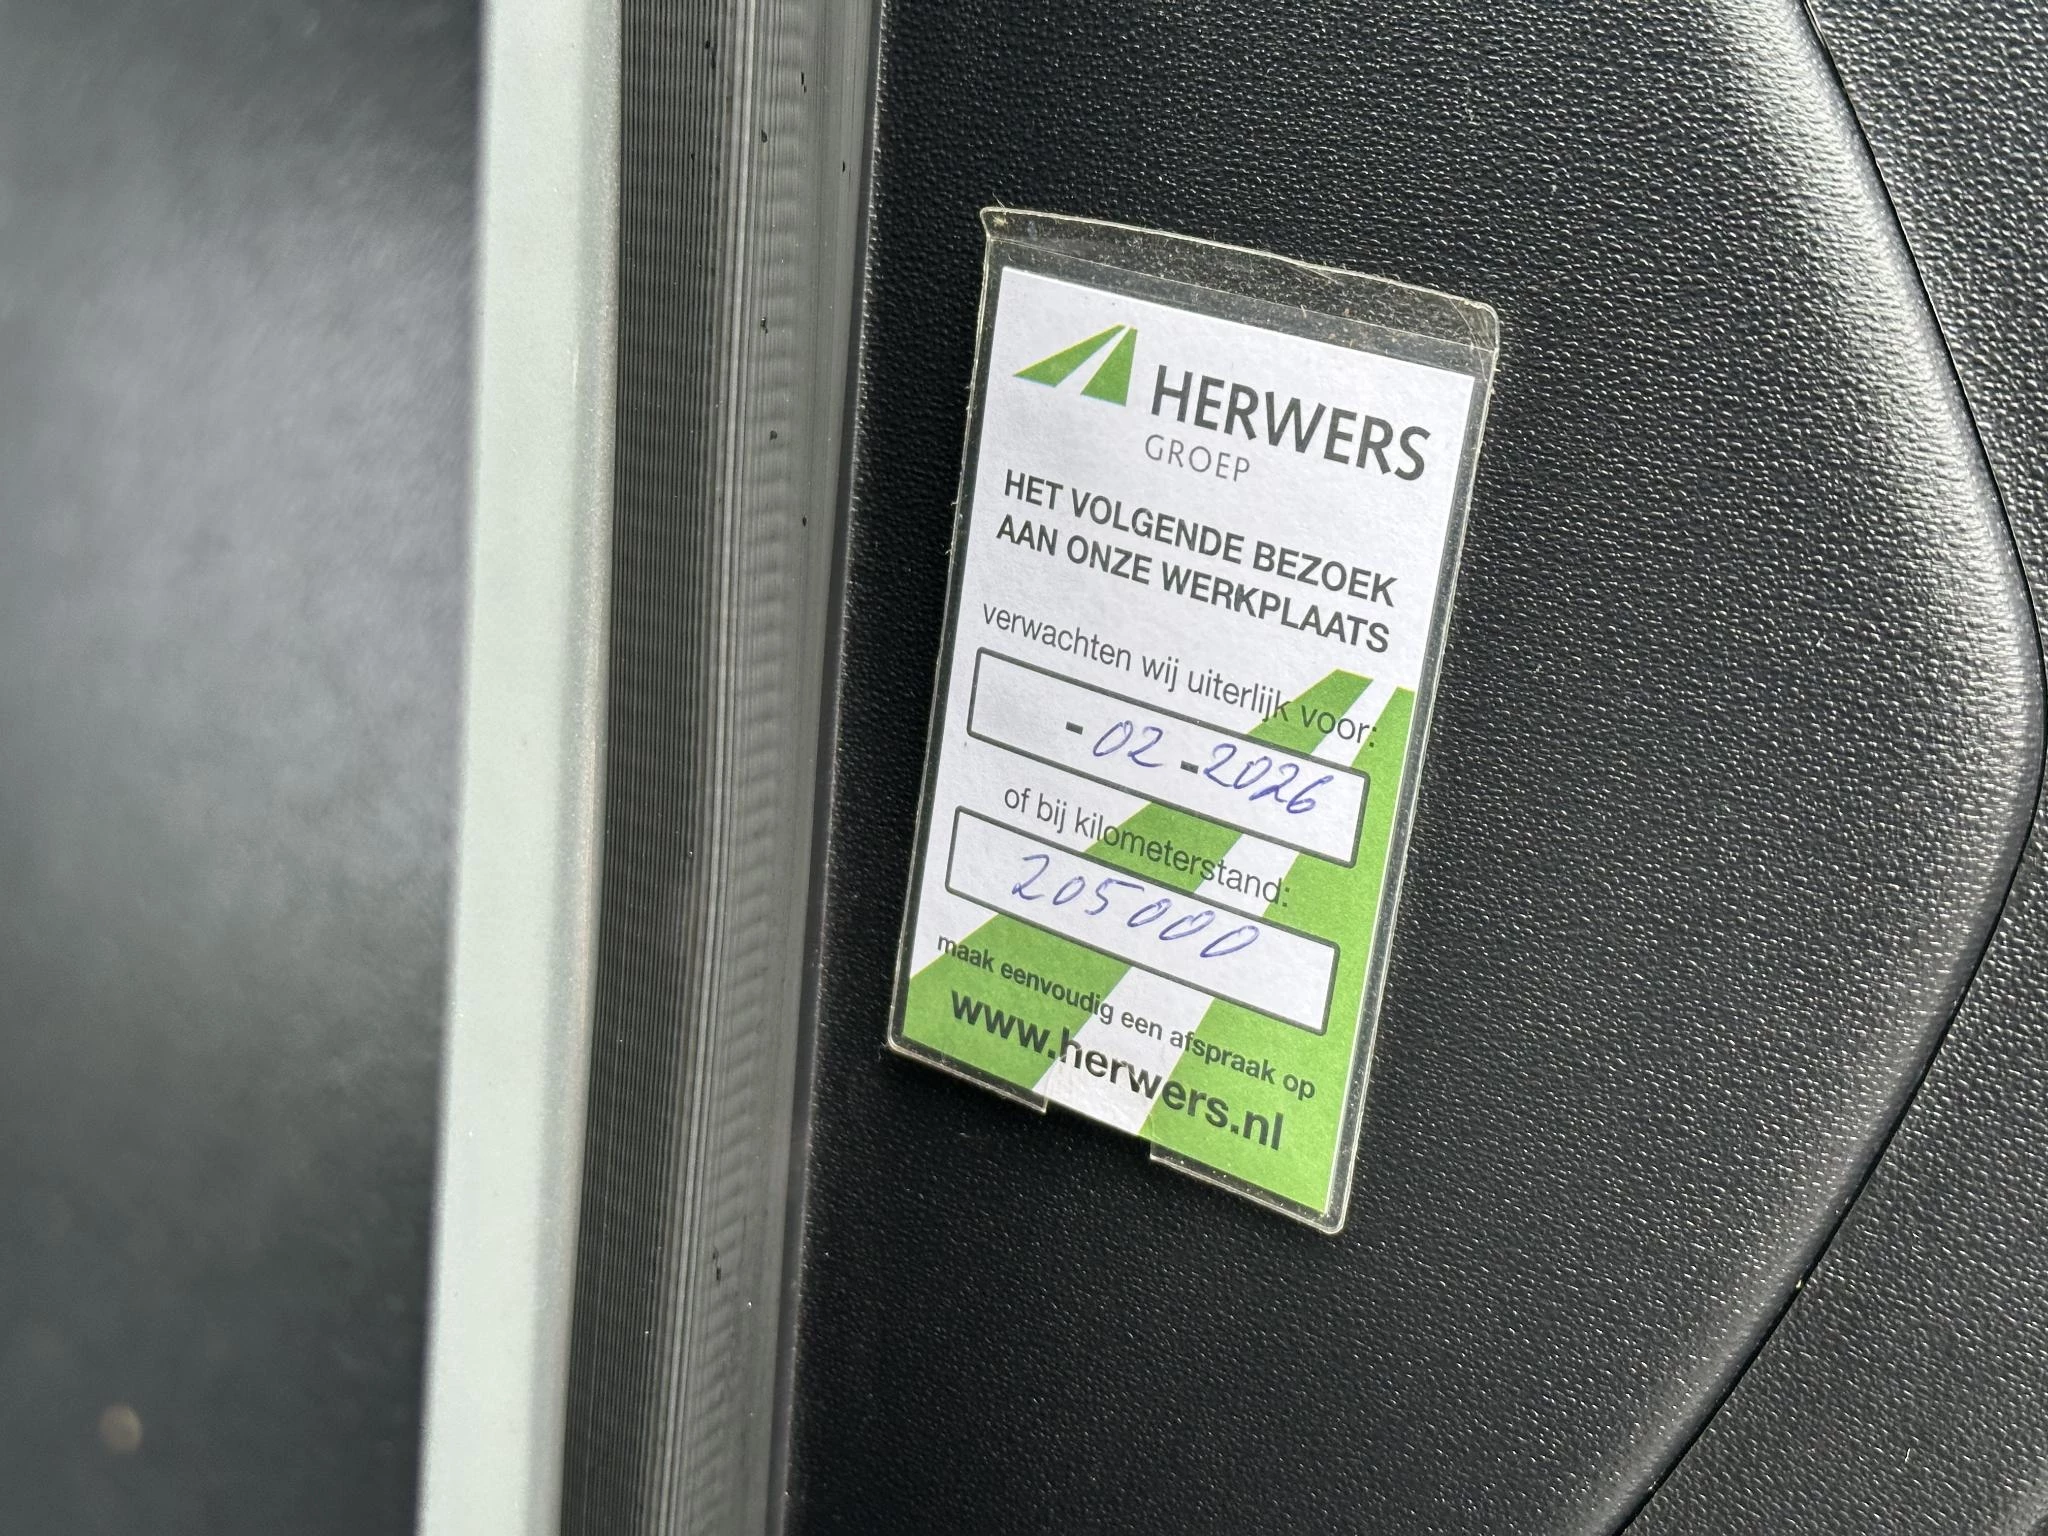 HERWERS
GROEP
HET VOLGENDE BEZOEK
AAN ONZE WERKPLAATS
verwachten wij uiterlijk voor:
- 02 - 2026
of bij kilometerstand:
205000
maak eenvoudig een afspraak op
www.herwers.nl